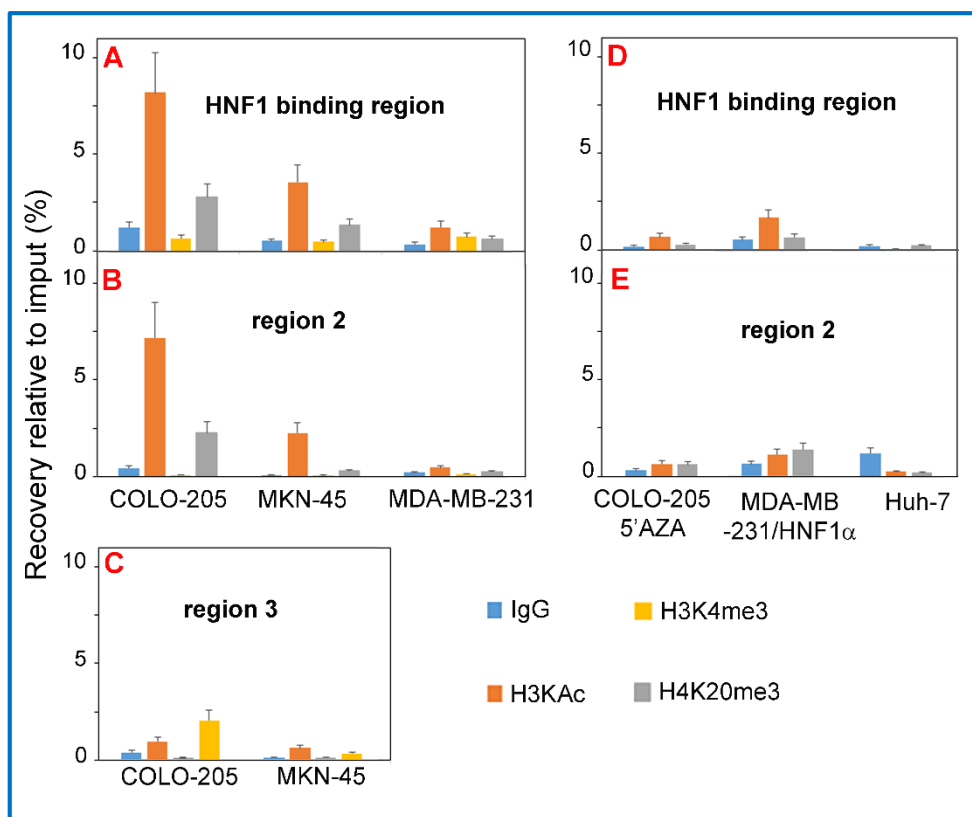 Recovery relative to imput (%)
A
10
HNF1 binding region
5
0
B
10
region 2
5
0
COLO-205
MKN-45
MDA-MB-231
C
10
region 3
5
0
COLO-205
MKN-45
D
10
HNF1 binding region
5
0
E
10
region 2
5
0
COLO-205
5'AZA
MDA-MB
-231/HNF1α
Huh-7
IgG
H3K4me3
H3KAc
H4K20me3